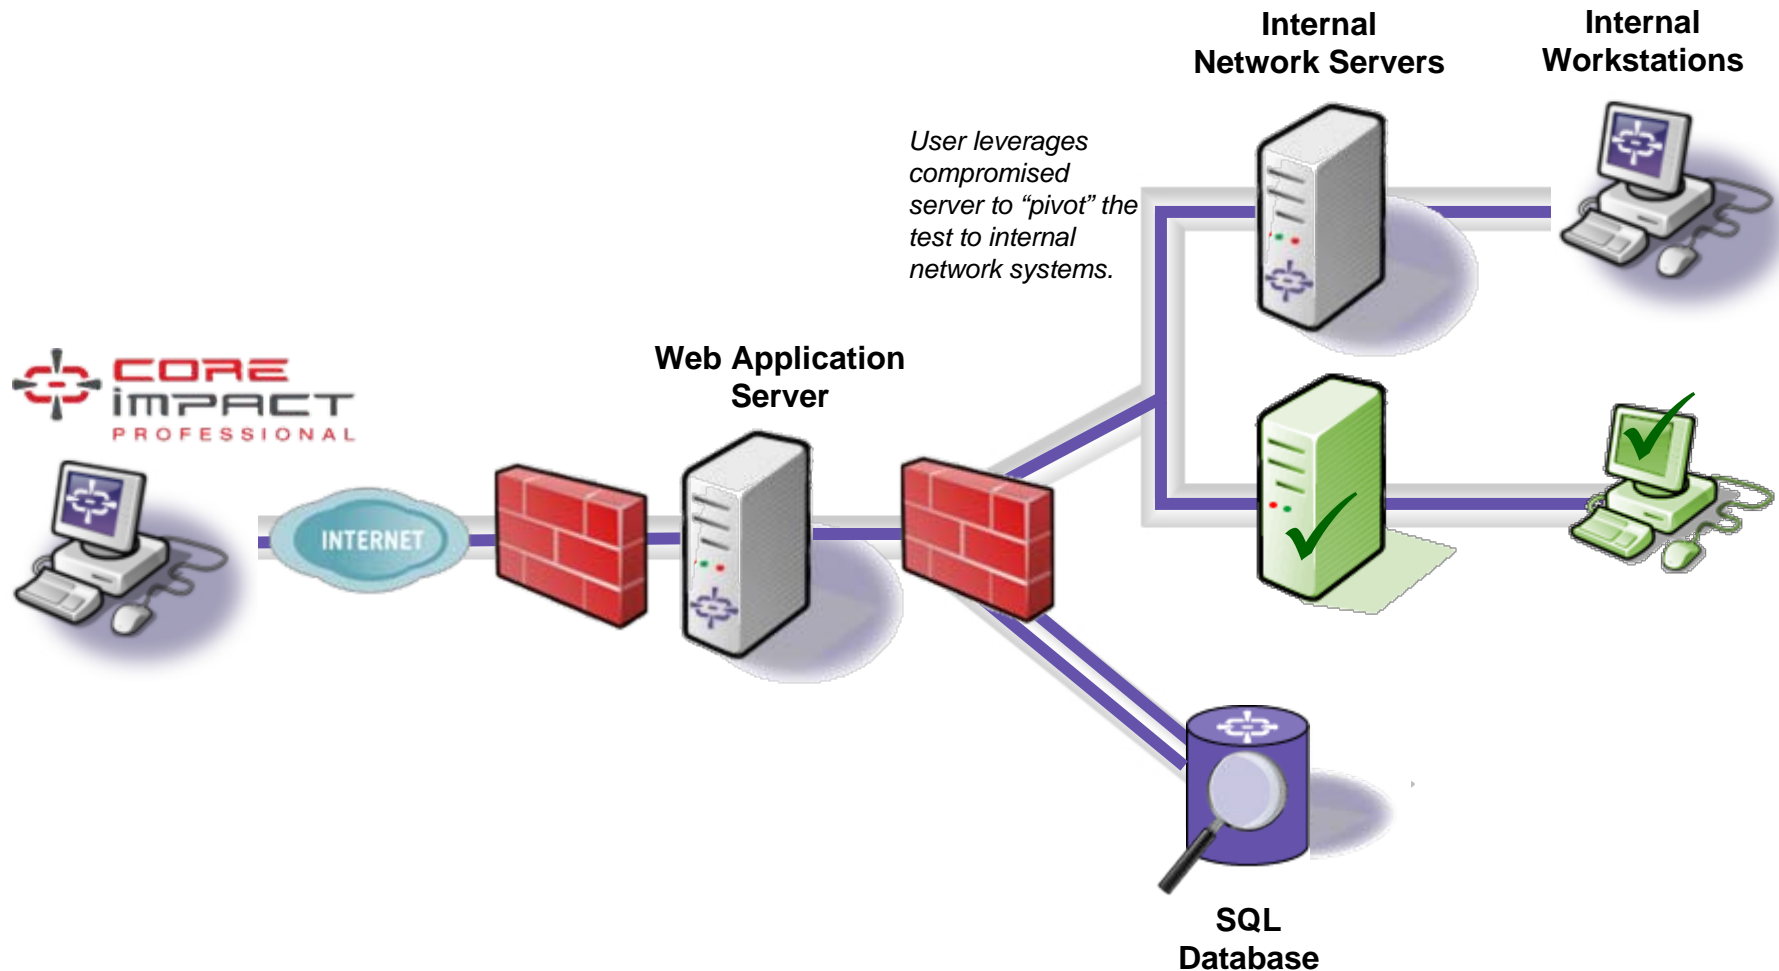 Internal
Network Servers
Internal
Workstations
User leverages
compromised
server to “pivot” the
test to internal
network systems.
CORE
iMPACT
PROFESSIONAL
Web Application
Server
INTERNET
SQL
Database